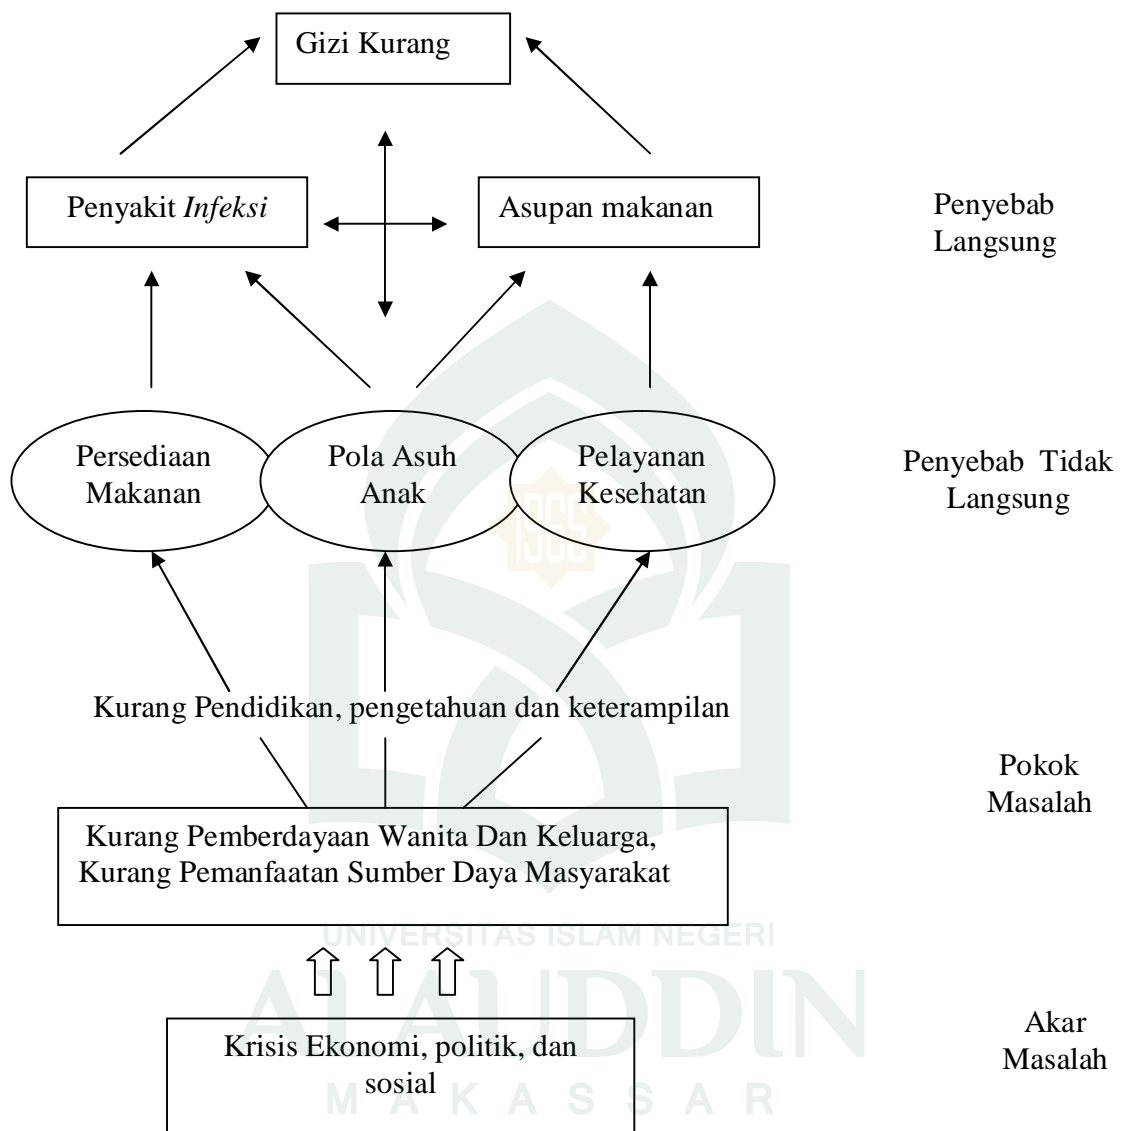 Gizi Kurang
Penyakit Infeksi
Asupan makanan
Penyebab
Langsung
Persediaan
Makanan
Pola Asuh
Anak
Pelayanan
Kesehatan
Penyebab Tidak
Langsung
1965
Kurang Pendidikan, pengetahuan dan keterampilan
Pokok
Masalah
Kurang Pemberdayaan Wanita Dan Keluarga,
Kurang Pemanfaatan Sumber Daya Masyarakat
UNIVERSITAS ISLAM NEGERI
ALAUDDIN
Krisis Ekonomi, politik, dan
sosial
Akar
Masalah
MAKASSAR